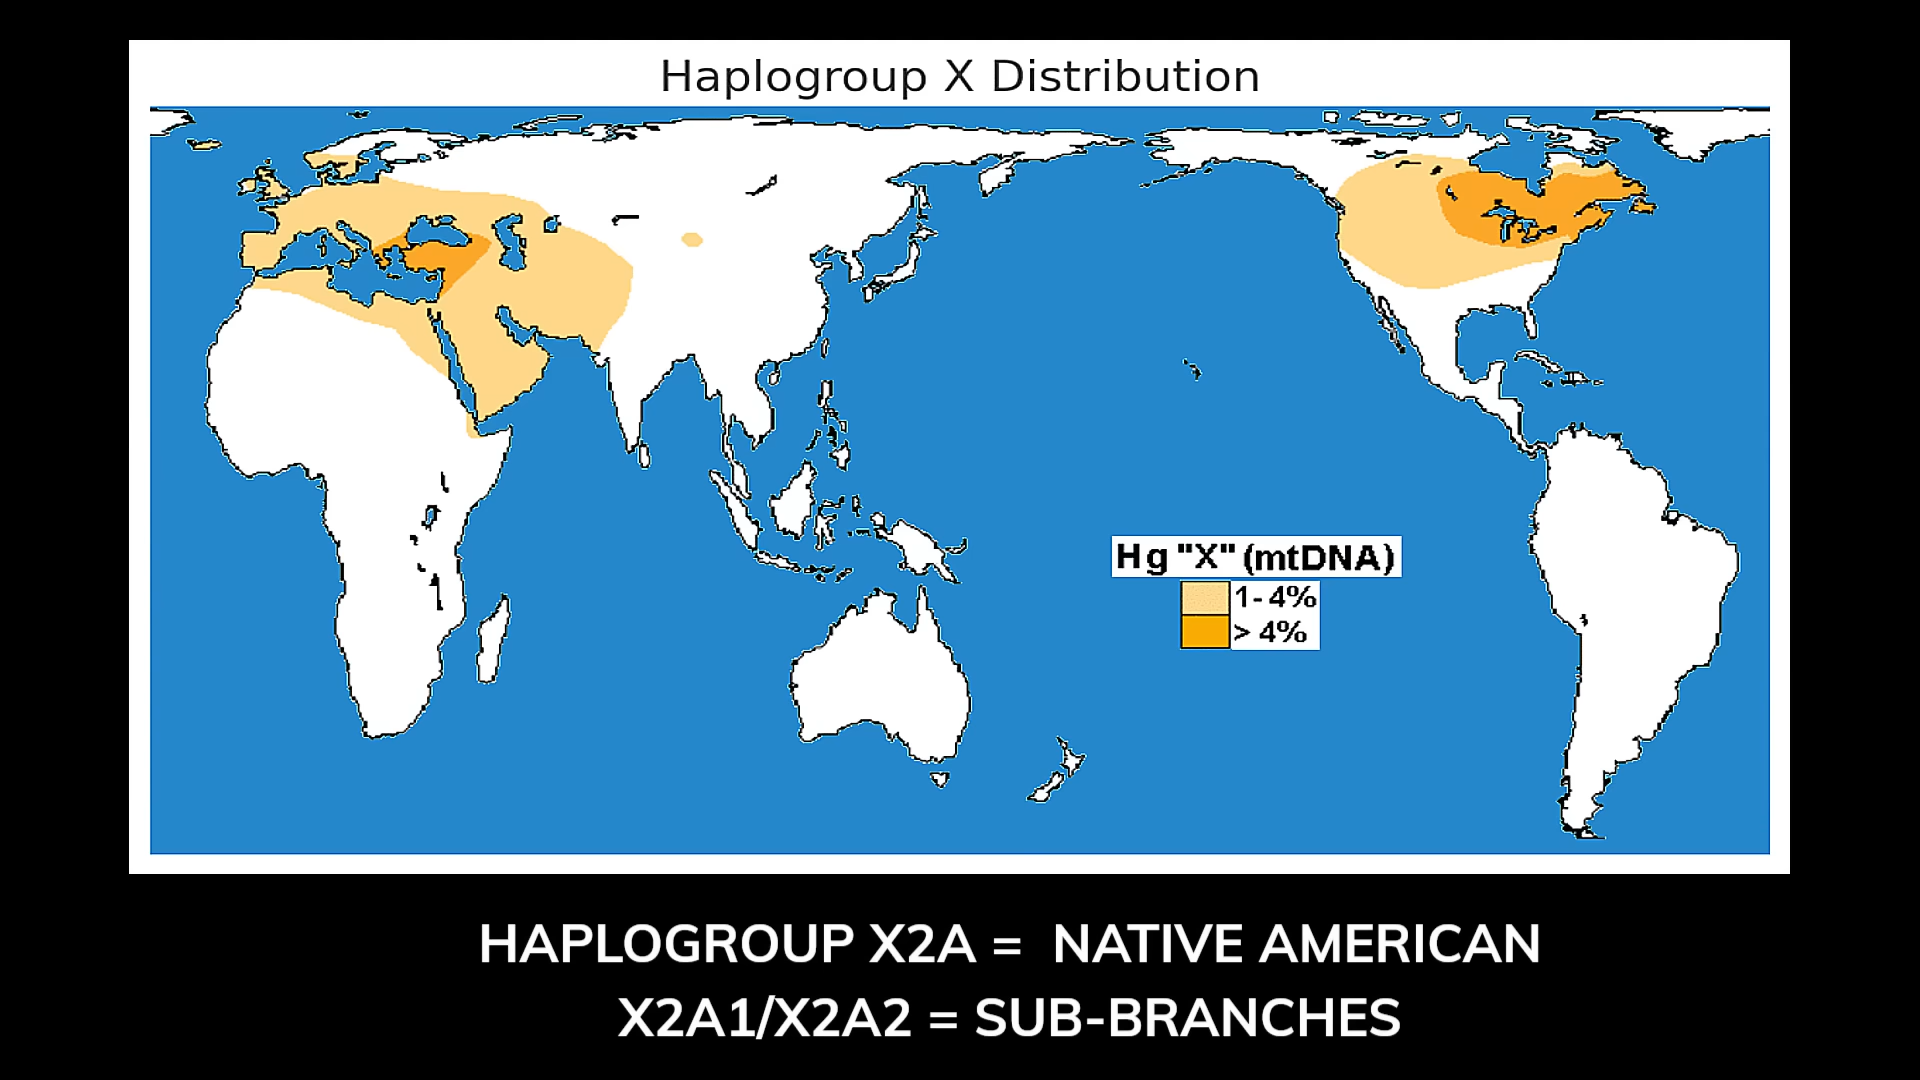 Haplogroup X Distribution
Hg "X" (mtDNA)
1-4%
> 4%
HAPLOGROUP X2A = NATIVE AMERICAN
X2A1/X2A2 = SUB-BRANCHES